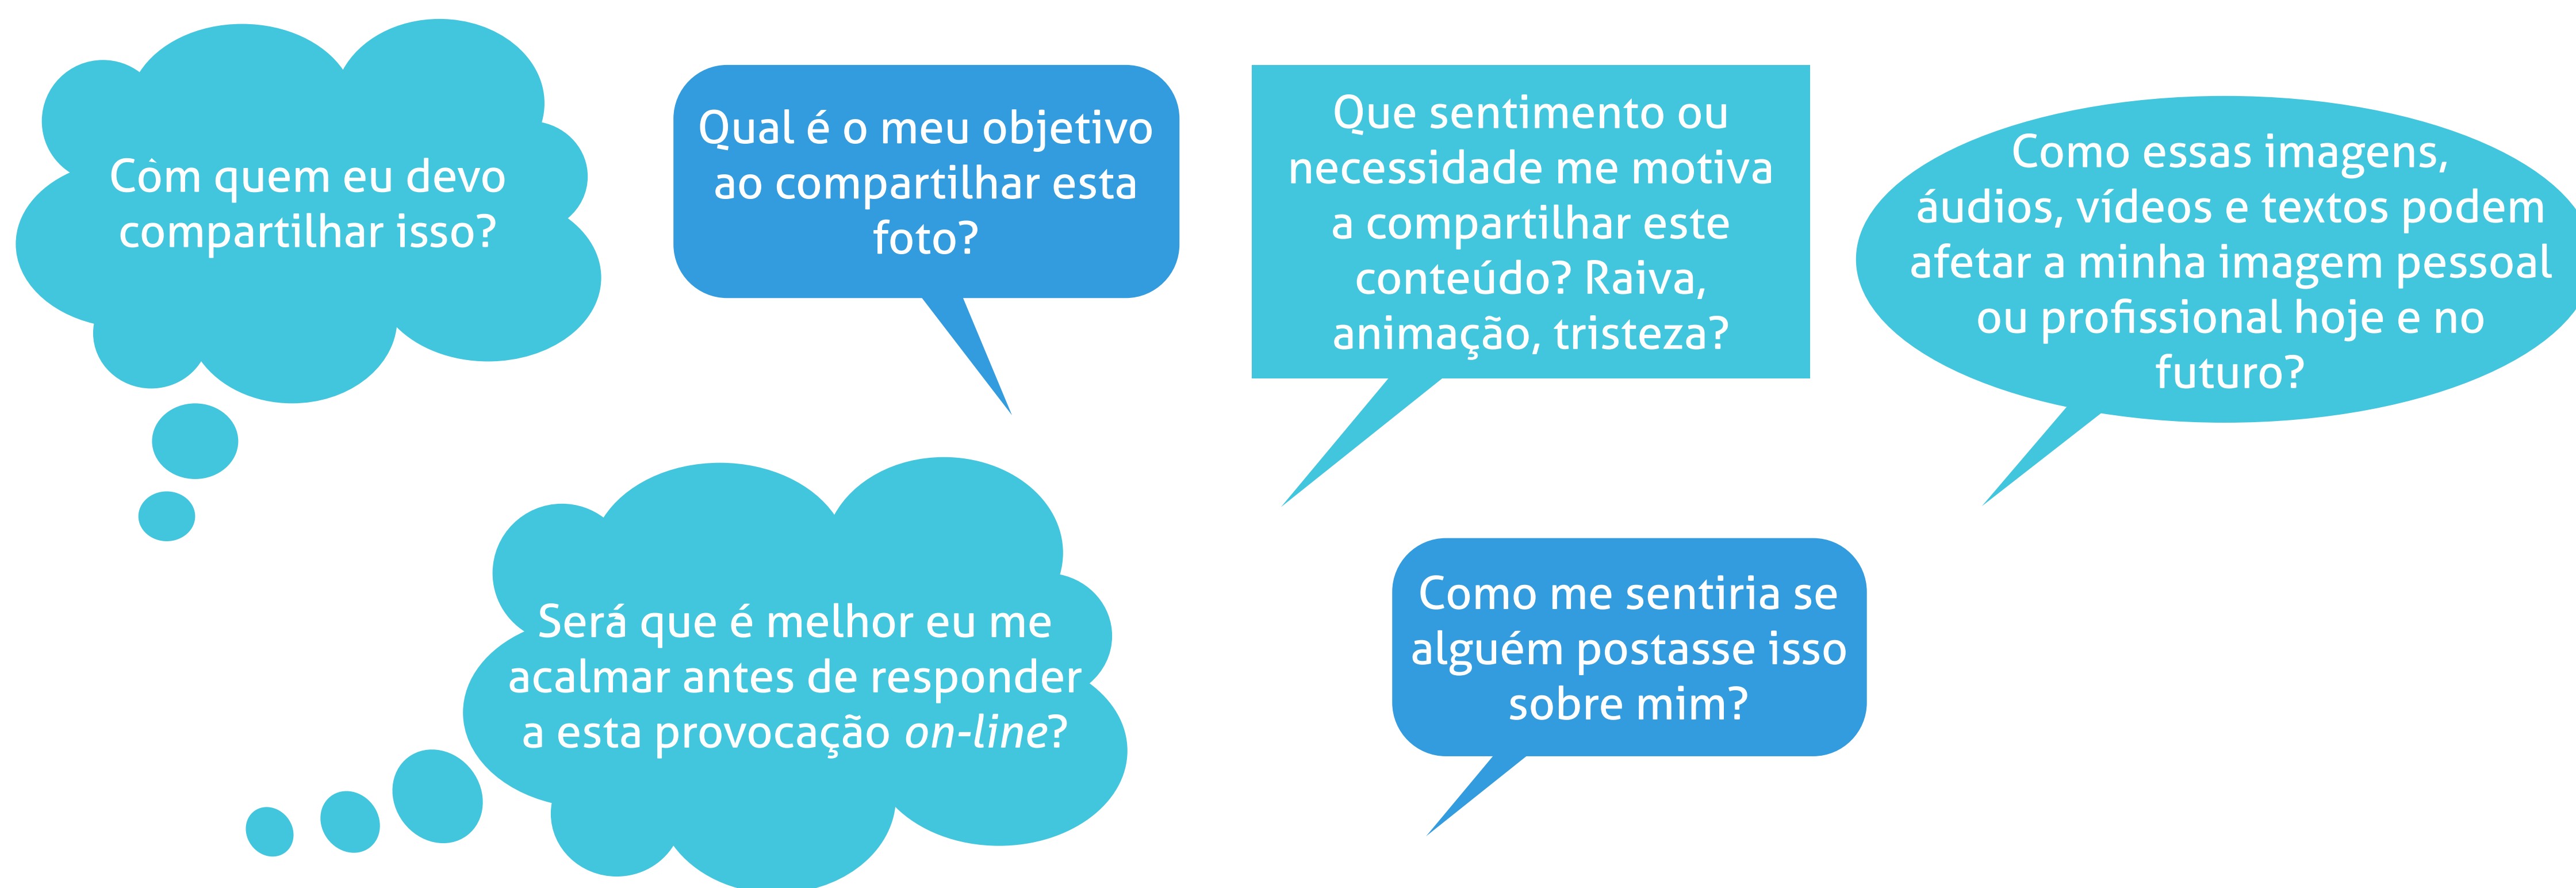 Côm quem eu devo
compartilhar isso?
Qual é o meu objetivo
ao compartilhar esta
foto?
Que sentimento ou
necessidade me motiva
a compartilhar este
conteúdo? Raiva,
animação, tristeza?
Como essas imagens,
áudios, vídeos e textos podem
afetar a minha imagem pessoal
ou profissional hoje e no
futuro?
Será que é melhor eu me
acalmar antes de responder
a esta provocação on-line?
Como me sentiria se
alguém postasse isso
sobre mim?